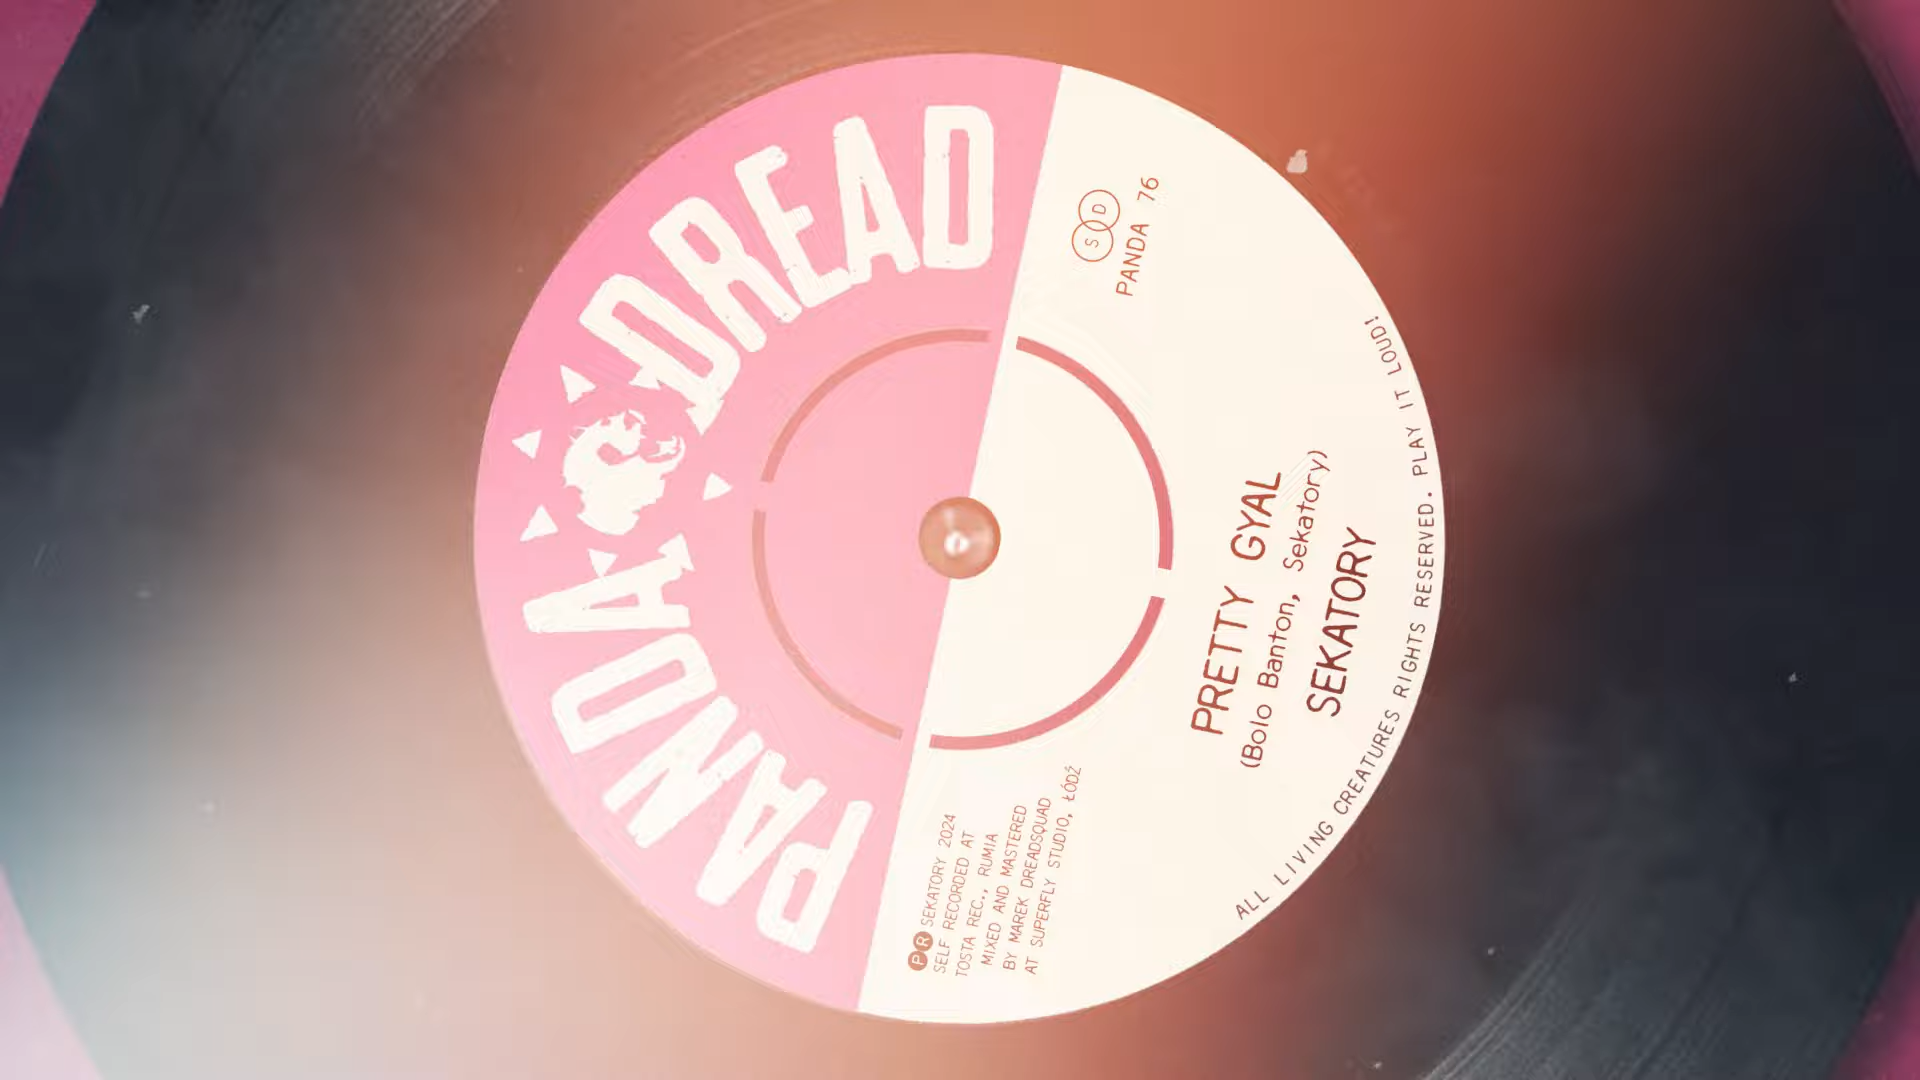 PANDA DREAD
S D
PANDA 76
PRETTY GYAL
(Bolo Banton, Sekatory)
SEKATORY
P R SEKATORY 2024
SELF RECORDED AT
TOSTA REC., RUMIA
MIXED AND MASTERED
BY MAREK DREADSQUAD
AT SUPERFLY STUDIO, ŁÓDŹ
ALL LIVING CREATURES RIGHTS RESERVED. PLAY IT LOUD!